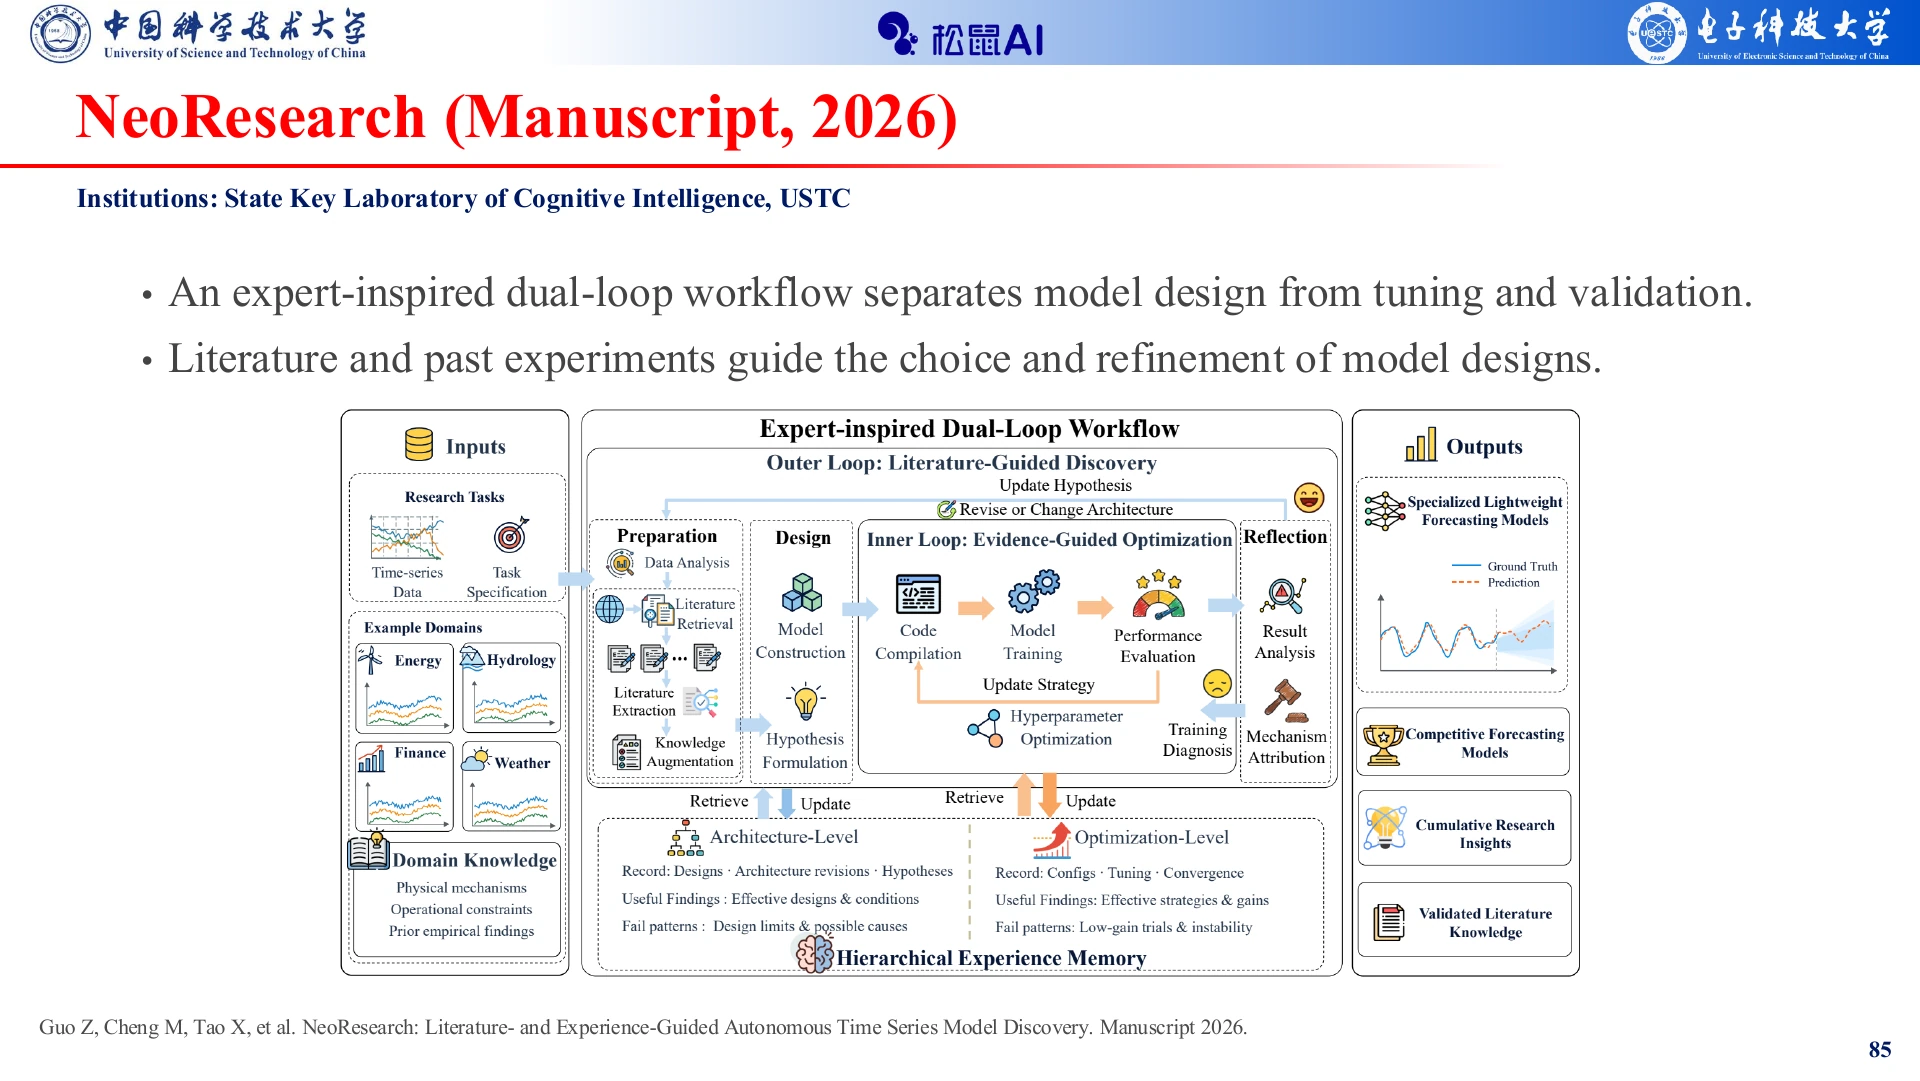 中国科学技术大学
University of Science and Technology of China
松鼠AI
电子科技大学
University of Electronic Science and Technology of China
NeoResearch (Manuscript, 2026)
Institutions: State Key Laboratory of Cognitive Intelligence, USTC
• An expert-inspired dual-loop workflow separates model design from tuning and validation.
• Literature and past experiments guide the choice and refinement of model designs.
Inputs
Research Tasks
Time-series
Data
Task
Specification
Example Domains
Energy
Hydrology
Finance
Weather
Domain Knowledge
Physical mechanisms
Operational constraints
Prior empirical findings
Expert-inspired Dual-Loop Workflow
Outer Loop: Literature-Guided Discovery
Update Hypothesis
Revise or Change Architecture
Preparation
Data Analysis
Literature
Retrieval
...
Literature
Extraction
Knowledge
Augmentation
Design
Model
Construction
Hypothesis
Formulation
Inner Loop: Evidence-Guided Optimization
Code
Compilation
Model
Training
Performance
Evaluation
Update Strategy
Hyperparameter
Optimization
Training
Diagnosis
Reflection
Result
Analysis
Mechanism
Attribution
Retrieve
Update
Retrieve
Update
Architecture-Level
Record: Designs · Architecture revisions · Hypotheses
Useful Findings : Effective designs & conditions
Fail patterns : Design limits & possible causes
Optimization-Level
Record: Configs · Tuning · Convergence
Useful Findings: Effective strategies & gains
Fail patterns: Low-gain trials & instability
Hierarchical Experience Memory
Outputs
Specialized Lightweight
Forecasting Models
Ground Truth
Prediction
Competitive Forecasting
Models
Cumulative Research
Insights
Validated Literature
Knowledge
Guo Z, Cheng M, Tao X, et al. NeoResearch: Literature- and Experience-Guided Autonomous Time Series Model Discovery. Manuscript 2026.
85